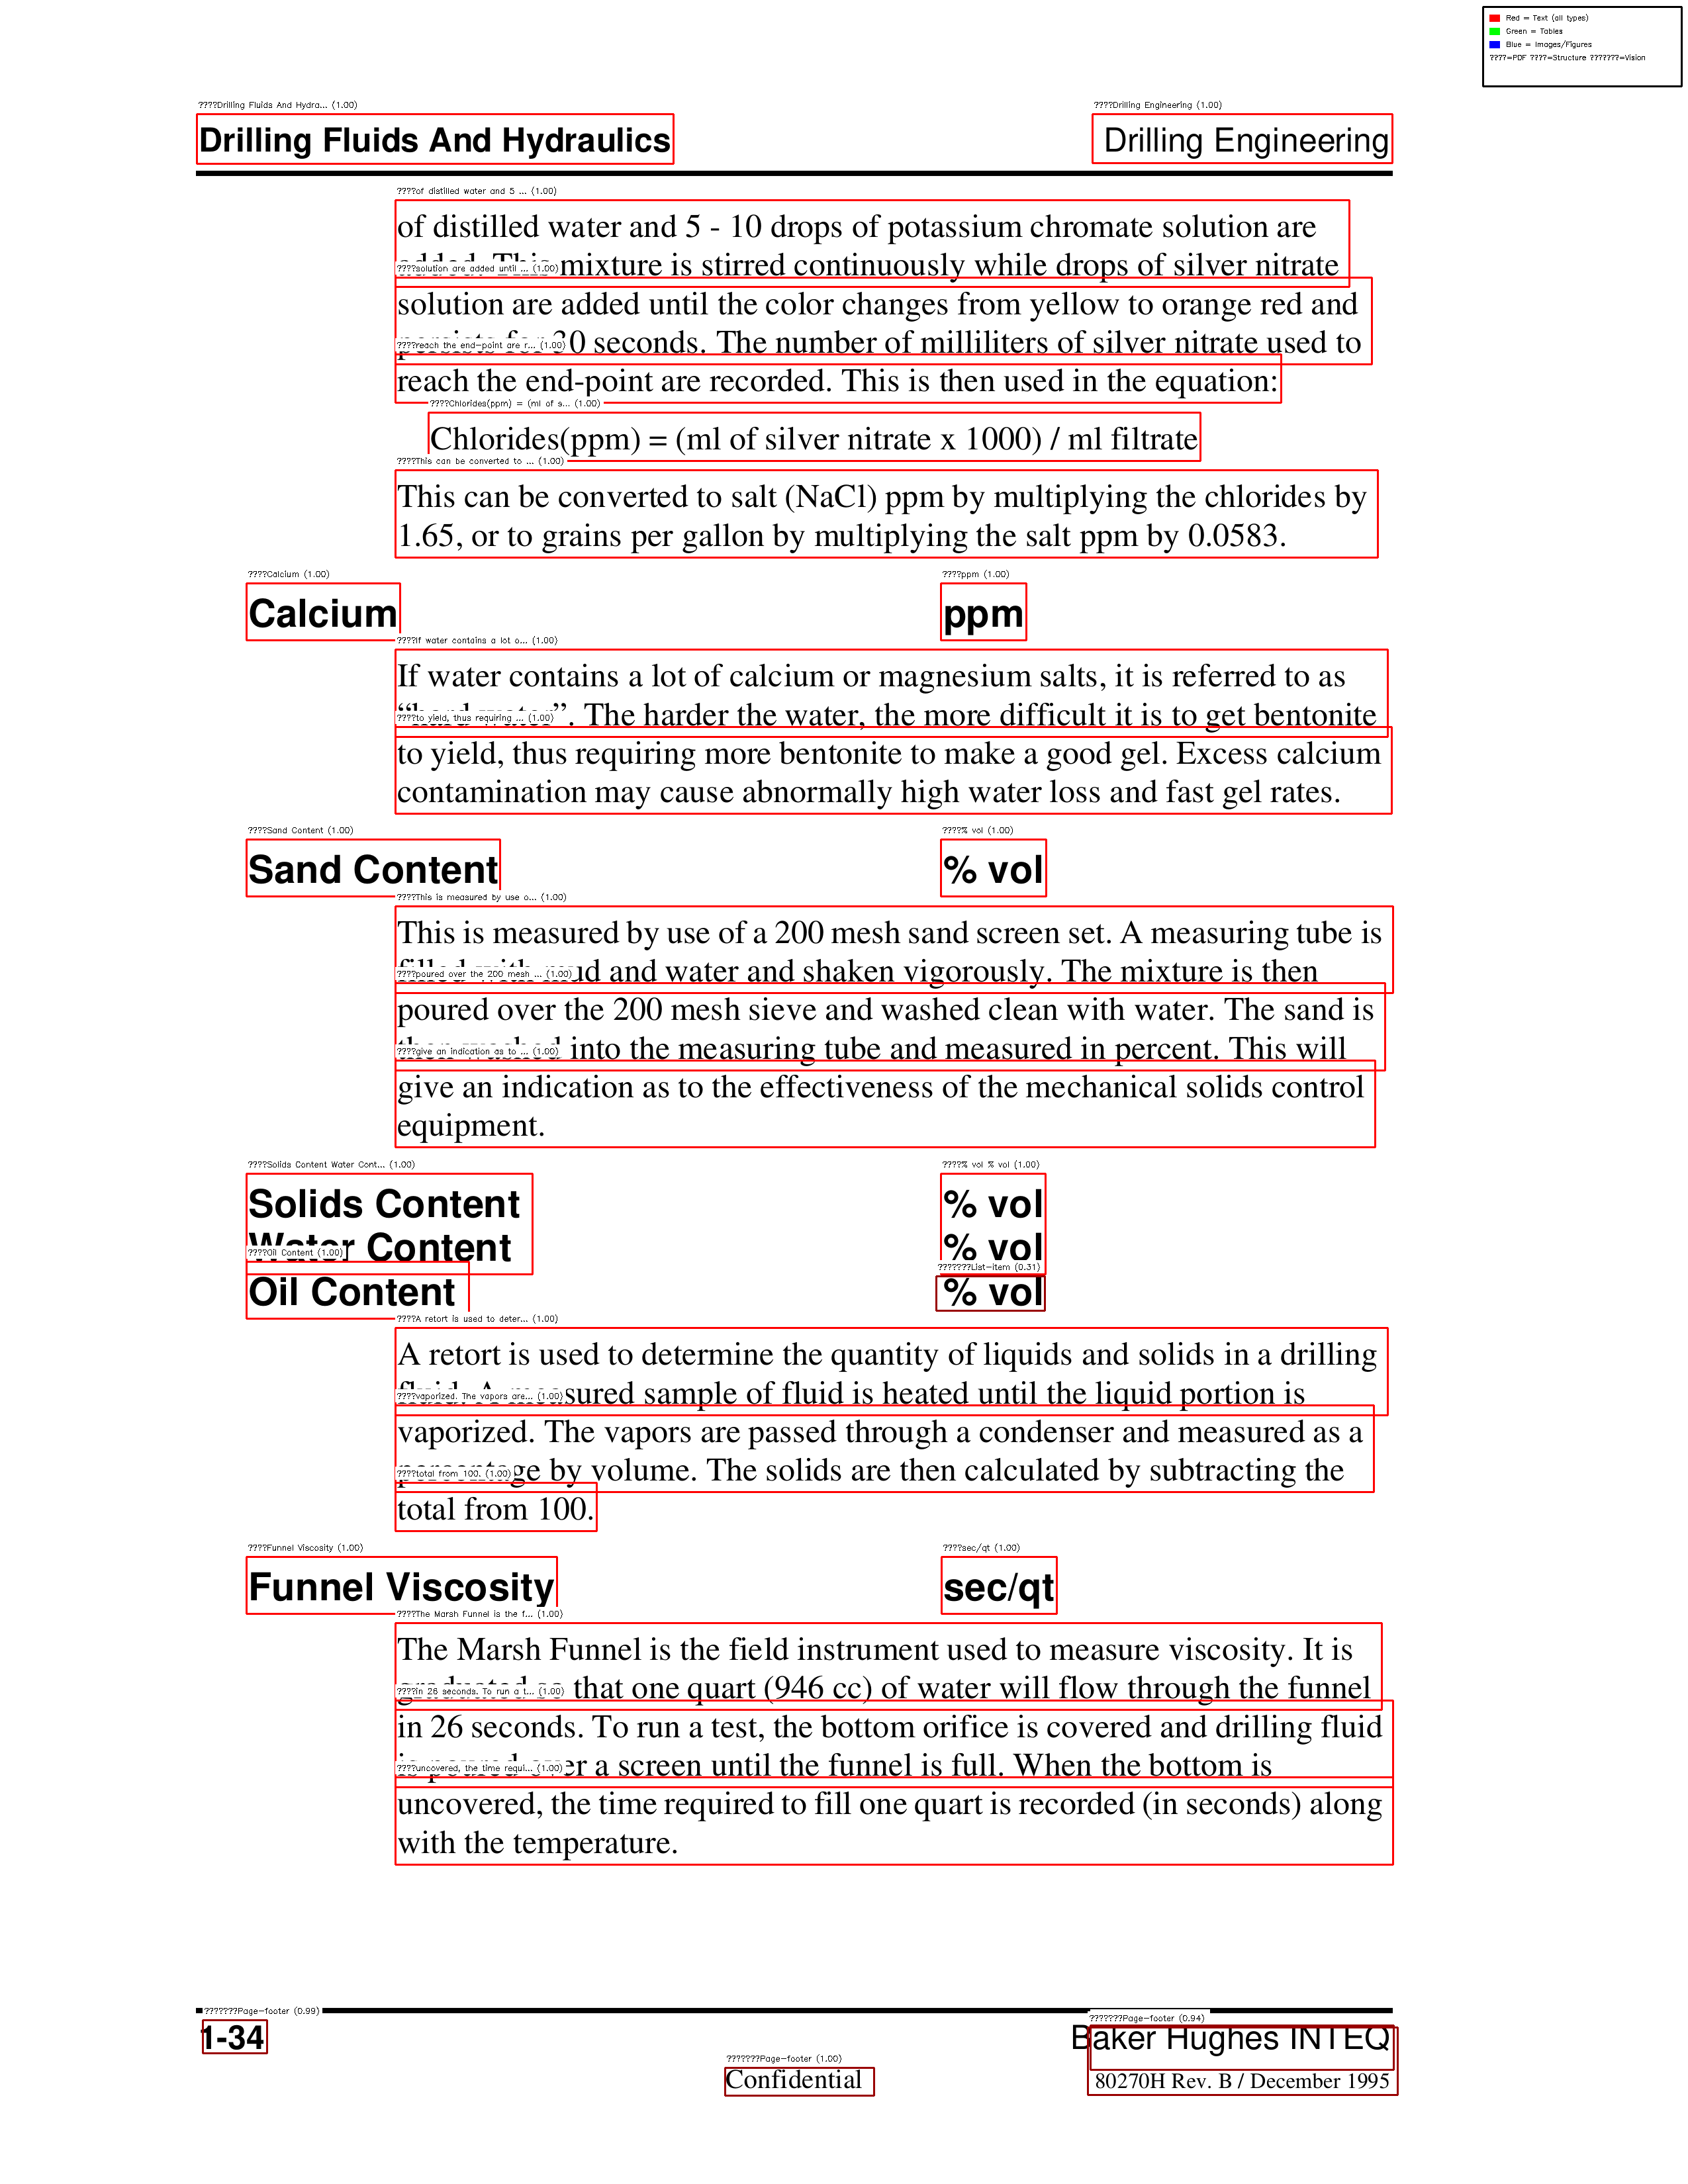 Red = Text (all types)
Green = Tables
Blue = Images/Figures
????=PDF ????=Structure ???????=Vision
????Drilling Fluids And Hydra... (1.00)
????Drilling Engineering (1.00)
Drilling Fluids And Hydraulics
Drilling Engineering
????of distilled water and 5 ... (1.00)
of distilled water and 5 - 10 drops of potassium chromate solution are
added. This mixture is stirred continuously while drops of silver nitrate
????solution are added until ... (1.00)
solution are added until the color changes from yellow to orange red and
persists for 30 seconds. The number of milliliters of silver nitrate used to
????reach the end-point are r... (1.00)
reach the end-point are recorded. This is then used in the equation:
????Chlorides(ppm) = (ml of s... (1.00)
Chlorides(ppm) = (ml of silver nitrate x 1000) / ml filtrate
????This can be converted to ... (1.00)
This can be converted to salt (NaCl) ppm by multiplying the chlorides by
1.65, or to grains per gallon by multiplying the salt ppm by 0.0583.
????Calcium (1.00)
????ppm (1.00)
Calcium
ppm
????If water contains a lot o... (1.00)
If water contains a lot of calcium or magnesium salts, it is referred to as
“hard water”. The harder the water, the more difficult it is to get bentonite
????to yield, thus requiring ... (1.00)
to yield, thus requiring more bentonite to make a good gel. Excess calcium
contamination may cause abnormally high water loss and fast gel rates.
????Sand Content (1.00)
????% vol (1.00)
Sand Content
% vol
????This is measured by use o... (1.00)
This is measured by use of a 200 mesh sand screen set. A measuring tube is
filled with mud and water and shaken vigorously. The mixture is then
????poured over the 200 mesh ... (1.00)
poured over the 200 mesh sieve and washed clean with water. The sand is
then washed into the measuring tube and measured in percent. This will
????give an indication as to ... (1.00)
give an indication as to the effectiveness of the mechanical solids control
equipment.
????Solids Content Water Cont... (1.00)
????% vol % vol (1.00)
Solids Content
% vol
Water Content
% vol
????Oil Content (1.00)
???????List-item (0.31)
Oil Content
% vol
????A retort is used to deter... (1.00)
A retort is used to determine the quantity of liquids and solids in a drilling
fluid. A measured sample of fluid is heated until the liquid portion is
????vaporized. The vapors are... (1.00)
vaporized. The vapors are passed through a condenser and measured as a
percentage by volume. The solids are then calculated by subtracting the
????total from 100. (1.00)
total from 100.
????Funnel Viscosity (1.00)
????sec/qt (1.00)
Funnel Viscosity
sec/qt
????The Marsh Funnel is the f... (1.00)
The Marsh Funnel is the field instrument used to measure viscosity. It is
graduated so that one quart (946 cc) of water will flow through the funnel
????in 26 seconds. To run a t... (1.00)
in 26 seconds. To run a test, the bottom orifice is covered and drilling fluid
is poured over a screen until the funnel is full. When the bottom is
????uncovered, the time requi... (1.00)
uncovered, the time required to fill one quart is recorded (in seconds) along
with the temperature.
???????Page-footer (0.99)
???????Page-footer (0.94)
1-34
Baker Hughes INTEQ
???????Page-footer (1.00)
Confidential
80270H Rev. B / December 1995